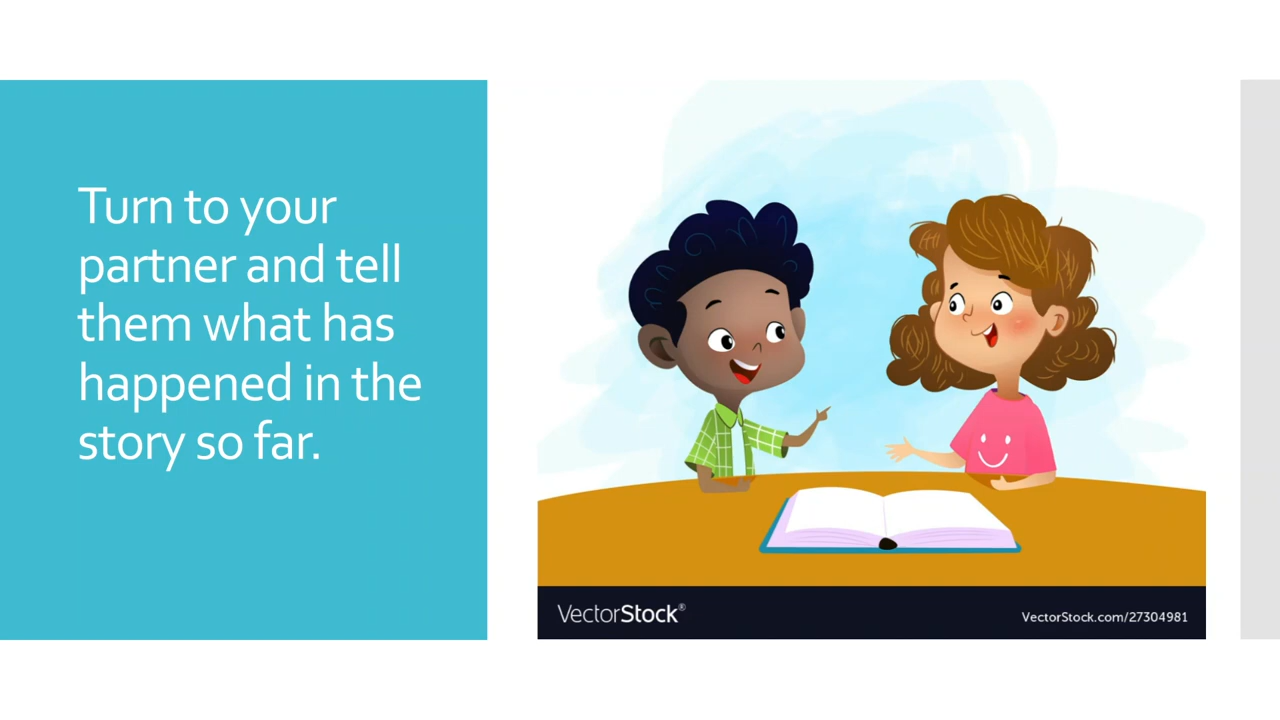 Turn to your
partner and tell
them what has
happened in the
story so far.
VectorStock®
VectorStock.com/27304981